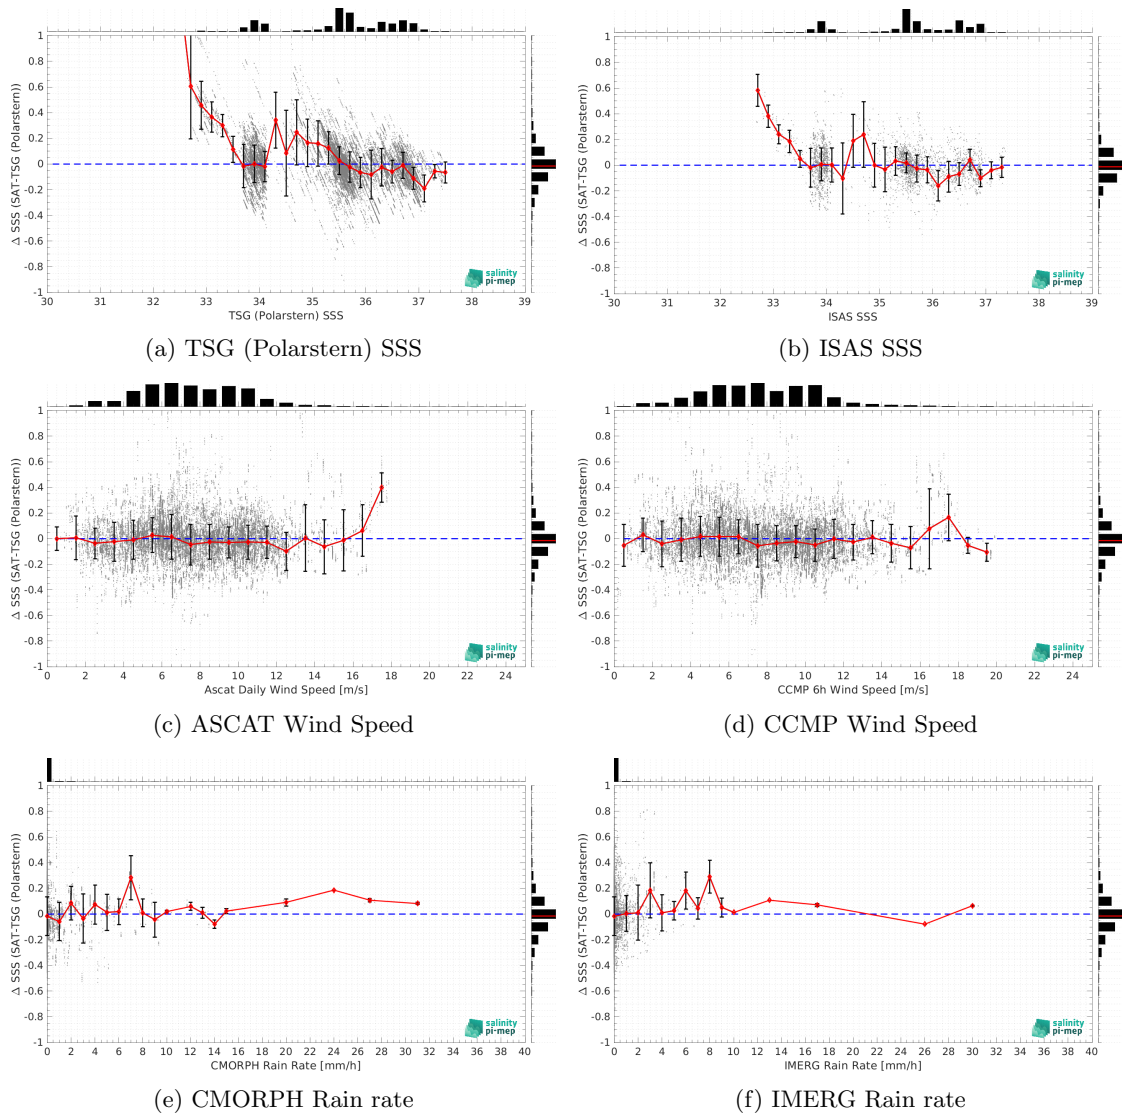 1
0.8
0.6
0.4
0.2
0
-0.2
-0.4
-0.6
-0.8
-1
Δ SSS (SAT-TSG (Polarstern))
salinity
pi-mep
30 31 32 33 34 35 36 37 38 39
TSG (Polarstern) SSS
(a) TSG (Polarstern) SSS
1
0.8
0.6
0.4
0.2
0
-0.2
-0.4
-0.6
-0.8
-1
Δ SSS (SAT-TSG (Polarstern))
salinity
pi-mep
30 31 32 33 34 35 36 37 38 39
ISAS SSS
(b) ISAS SSS
1
0.8
0.6
0.4
0.2
0
-0.2
-0.4
-0.6
-0.8
-1
Δ SSS (SAT-TSG (Polarstern))
salinity
pi-mep
0 2 4 6 8 10 12 14 16 18 20 22 24
Ascat Daily Wind Speed [m/s]
(c) ASCAT Wind Speed
1
0.8
0.6
0.4
0.2
0
-0.2
-0.4
-0.6
-0.8
-1
Δ SSS (SAT-TSG (Polarstern))
salinity
pi-mep
0 2 4 6 8 10 12 14 16 18 20 22 24
CCMP 6h Wind Speed [m/s]
(d) CCMP Wind Speed
1
0.8
0.6
0.4
0.2
0
-0.2
-0.4
-0.6
-0.8
-1
Δ SSS (SAT-TSG (Polarstern))
salinity
pi-mep
0 2 4 6 8 10 12 14 16 18 20 22 24 26 28 30 32 34 36 38 40
CMORPH Rain Rate [mm/h]
(e) CMORPH Rain rate
1
0.8
0.6
0.4
0.2
0
-0.2
-0.4
-0.6
-0.8
-1
Δ SSS (SAT-TSG (Polarstern))
salinity
pi-mep
0 2 4 6 8 10 12 14 16 18 20 22 24 26 28 30 32 34 36 38 40
IMERG Rain Rate [mm/h]
(f) IMERG Rain rate